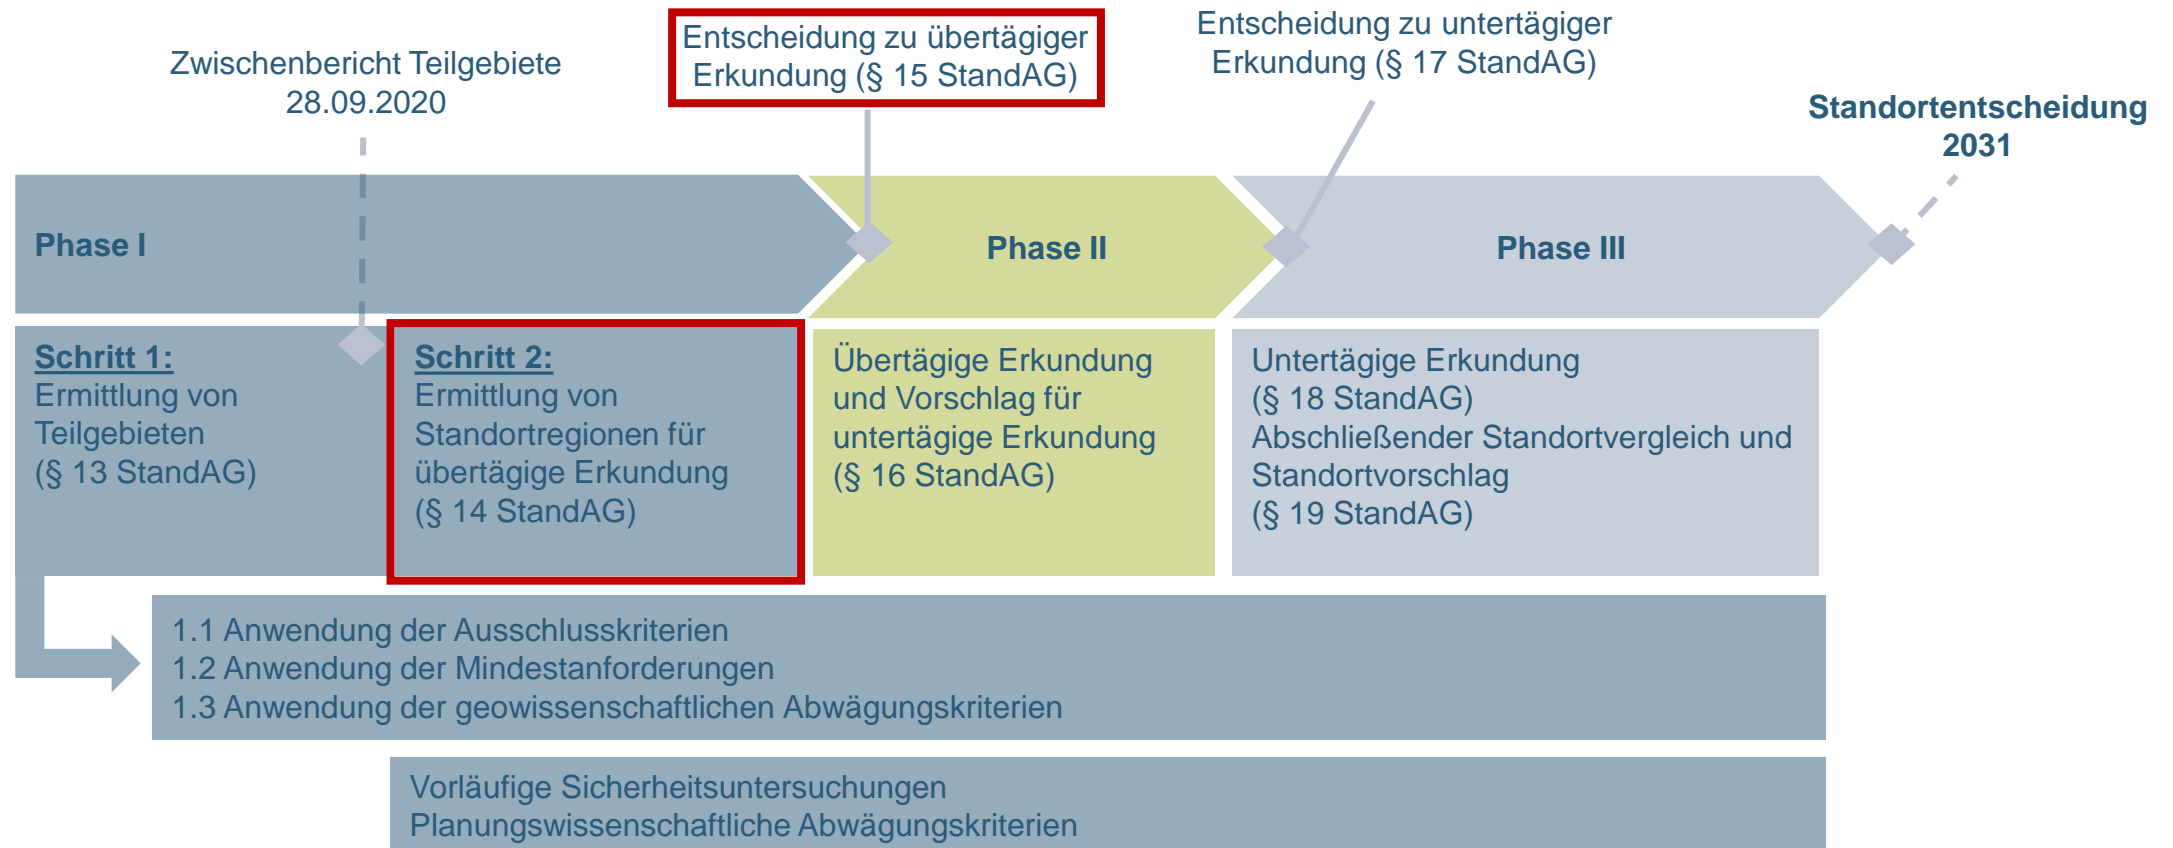 Zwischenbericht Teilgebiete
28.09.2020
Entscheidung zu übertägiger
Erkundung (§ 15 StandAG)
Entscheidung zu untertägiger
Erkundung (§ 17 StandAG)
Standortentscheidung
2031
Phase I
Phase II
Phase III
Schritt 1:
Ermittlung von
Teilgebieten
(§ 13 StandAG)
Schritt 2:
Ermittlung von
Standortregionen für
übertägige Erkundung
(§ 14 StandAG)
Übertägige Erkundung
und Vorschlag für
untertägige Erkundung
(§ 16 StandAG)
Untertägige Erkundung
(§ 18 StandAG)
Abschließender Standortvergleich und
Standortvorschlag
(§ 19 StandAG)
1.1 Anwendung der Ausschlusskriterien
1.2 Anwendung der Mindestanforderungen
1.3 Anwendung der geowissenschaftlichen Abwägungskriterien
Vorläufige Sicherheitsuntersuchungen
Planungswissenschaftliche Abwägungskriterien